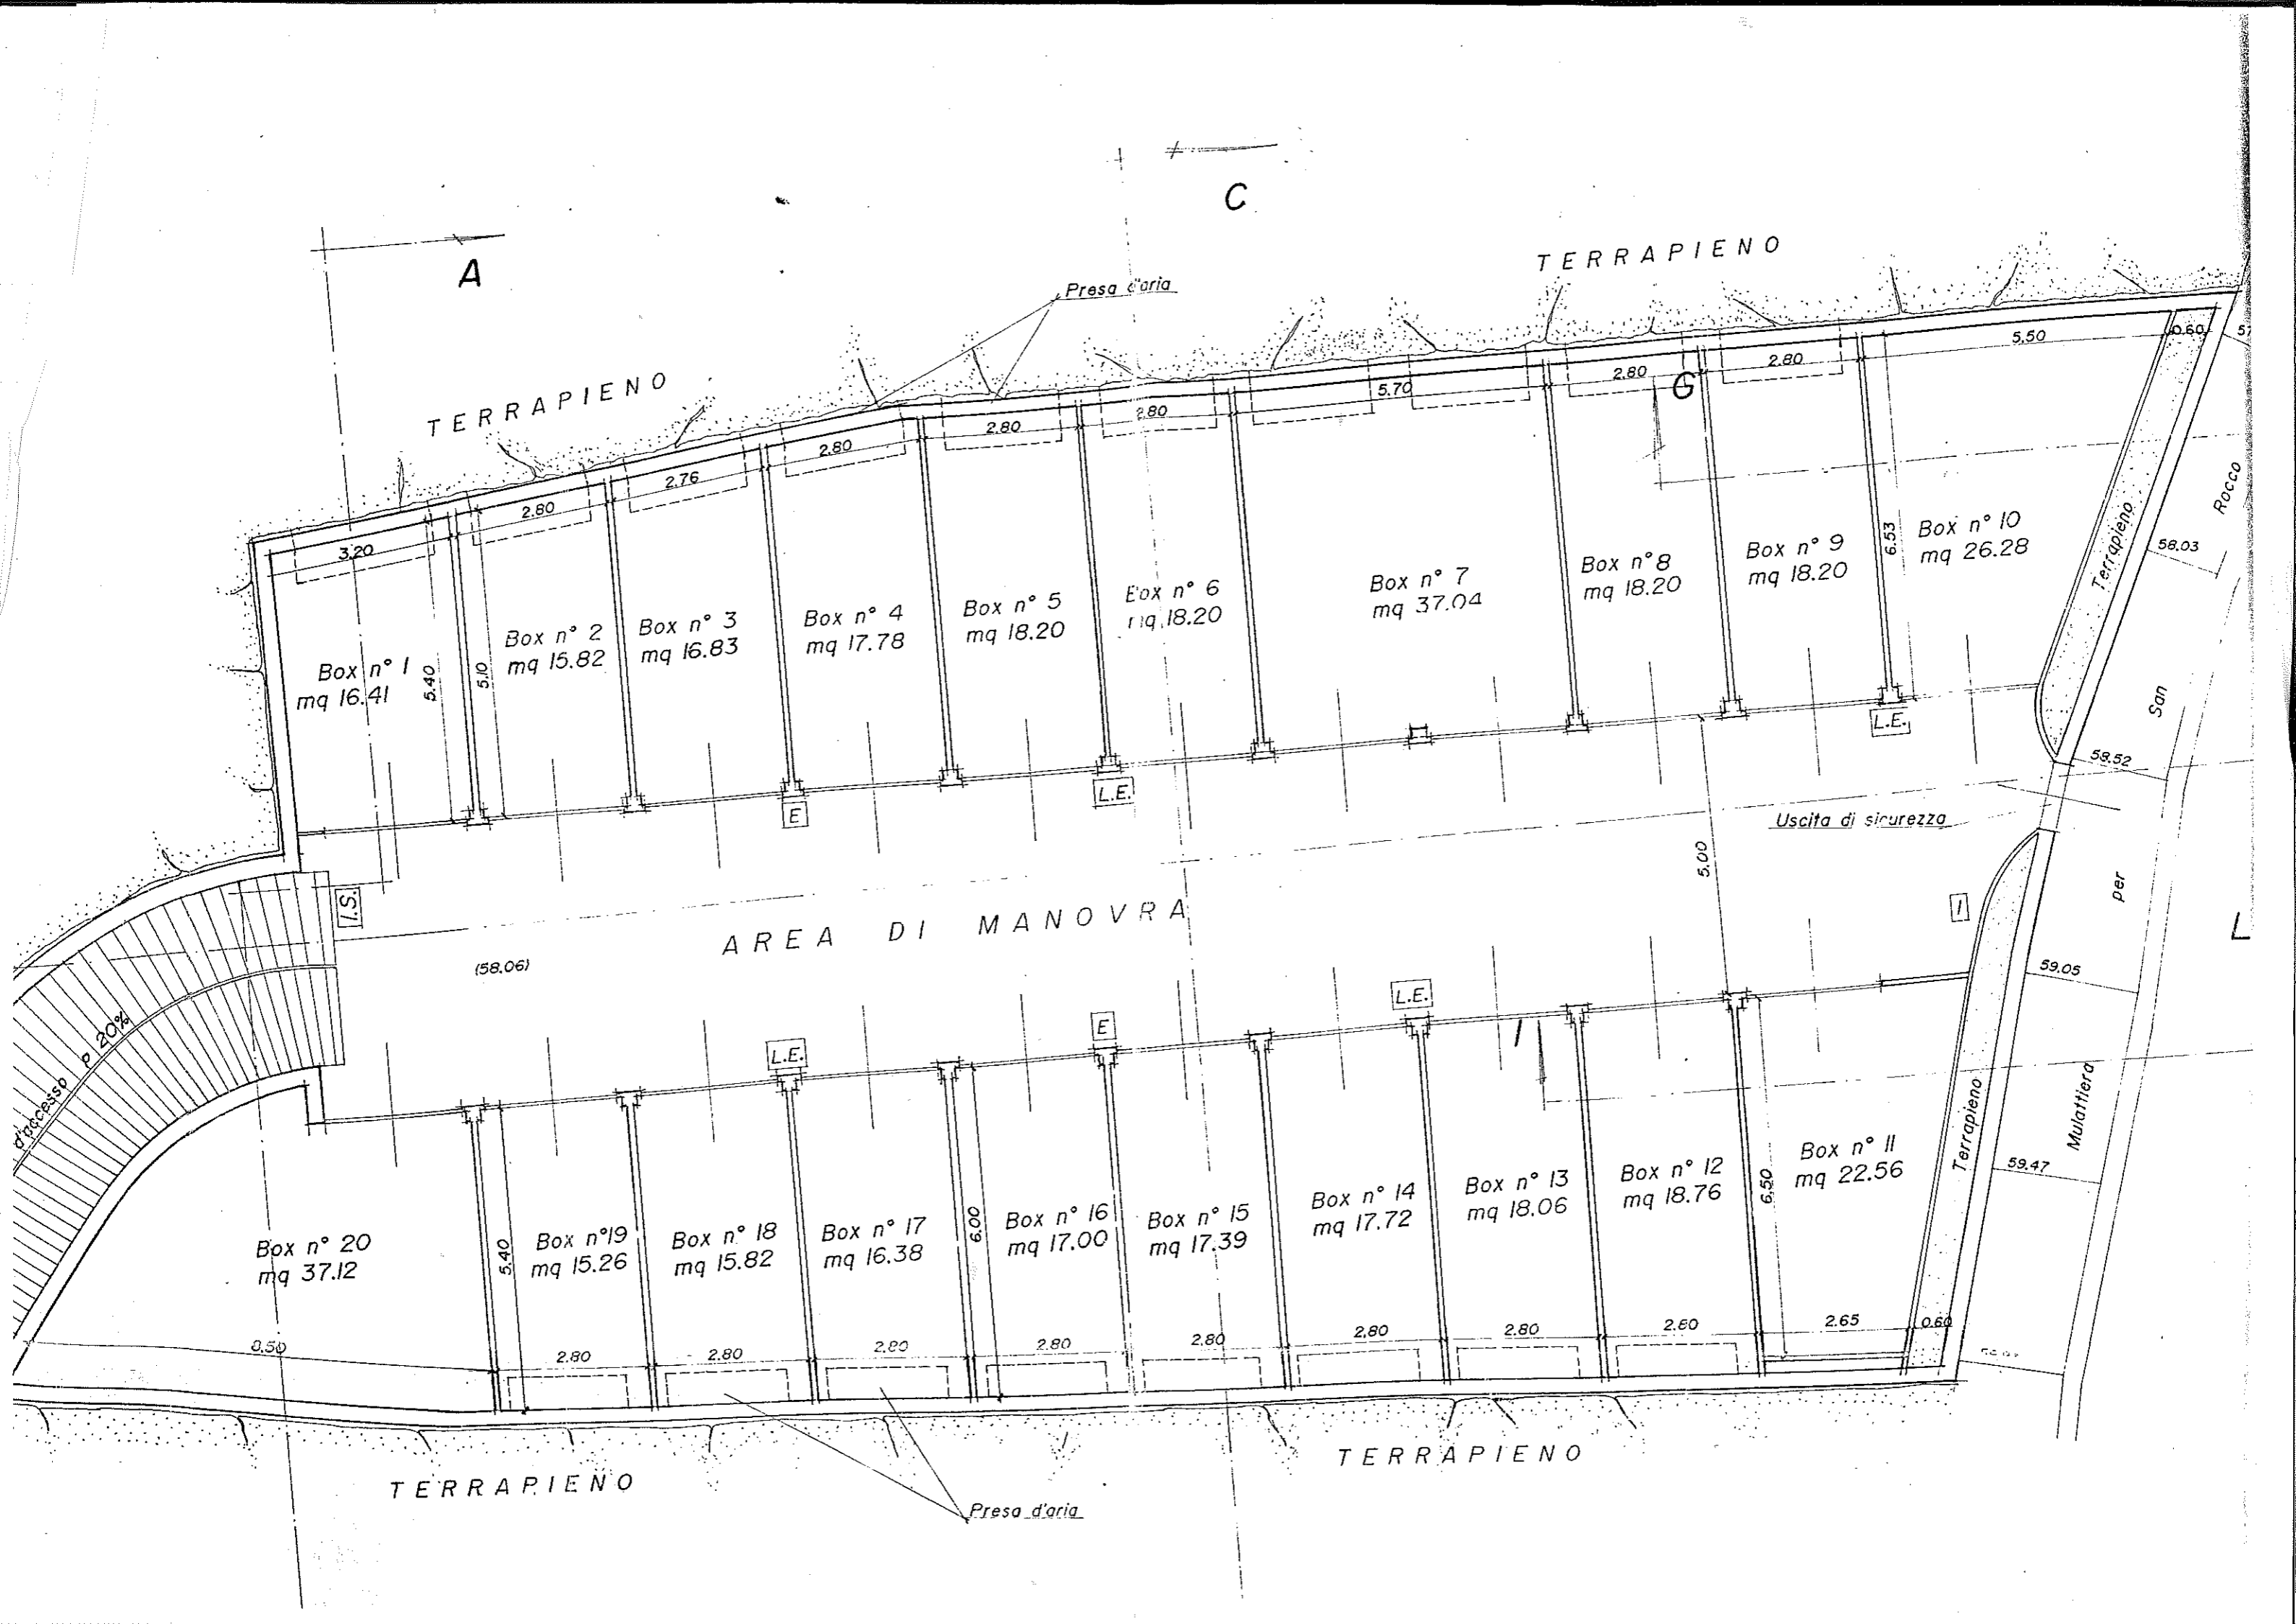 C
A
TERRAPIENO
Presa d'aria
TERRAPIENO
5.50
0.60
57
2.80
2.80
G
5.70
2.80
2.80
2.80
2.76
2.80
3.20
Rocco
Terrapieno
58.03
Box n° 10
mq 26.28
6.53
Box n° 9
mq 18.20
Box n° 8
mq 18.20
Box n° 7
mq 37.04
Box n° 6
mq 18.20
Box n° 5
mq 18.20
Box n° 4
mq 17.78
Box n° 3
mq 16.83
Box n° 2
mq 15.82
5.10
5.40
Box n° 1
mq 16.41
San
L.E.
58.52
L.E.
E
Uscita di sicurezza
5.00
per
I.S.
I
L
AREA DI MANOVRA
(58.06)
59.05
L.E.
E
L.E.
I
d'accesso P 20%
Mulattiera
Terrapieno
59.47
Box n° 11
mq 22.56
6.50
Box n° 12
mq 18.76
Box n° 13
mq 18.06
Box n° 14
mq 17.72
Box n° 15
mq 17.39
Box n° 16
mq 17.00
6.00
Box n° 17
mq 16.38
Box n° 18
mq 15.82
Box n° 19
mq 15.26
5.40
Box n° 20
mq 37.12
8.50
2.80
2.80
2.80
2.80
2.80
2.80
2.80
2.80
2.65
0.60
TERRAPIENO
TERRAPIENO
Presa d'aria